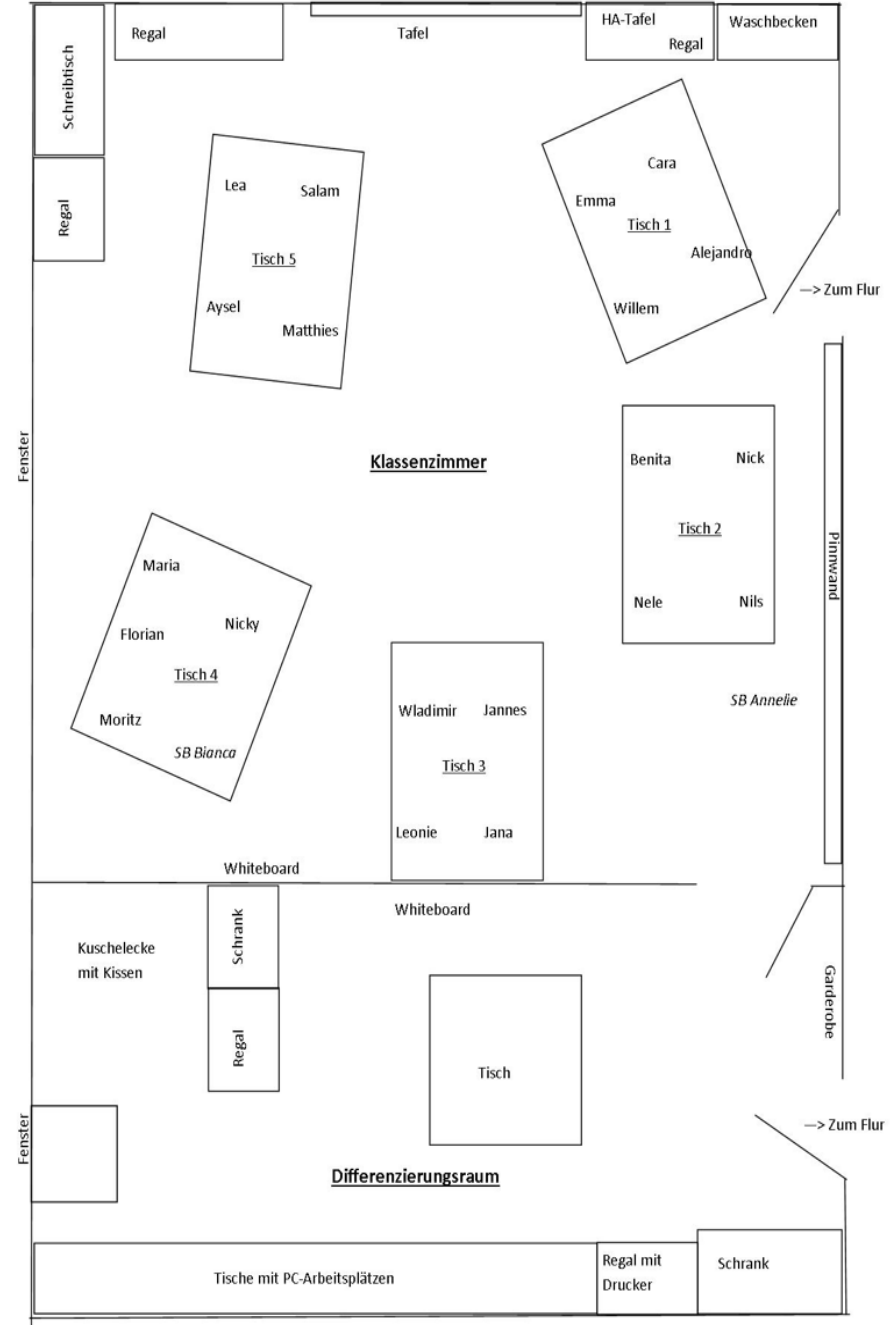 Regal
Tafel
HA-Tafel
Regal
Waschbecken
Schreibtisch
Regal
Lea
Salam
Tisch 5
Aysel
Matthies
Cara
Emma
Tisch 1
Alejandro
Willem
—> Zum Flur
Fenster
Klassenzimmer
Benita
Nick
Tisch 2
Nele
Nils
Pinnwand
Maria
Florian
Nicky
Tisch 4
Moritz
SB Bianca
Wladimir
Jannes
Tisch 3
Leonie
Jana
SB Annelie
Whiteboard
Whiteboard
Kuschelecke
mit Kissen
Schrank
Regal
Tisch
Garderobe
Fenster
—> Zum Flur
Differenzierungsraum
Tische mit PC-Arbeitsplätzen
Regal mit
Drucker
Schrank